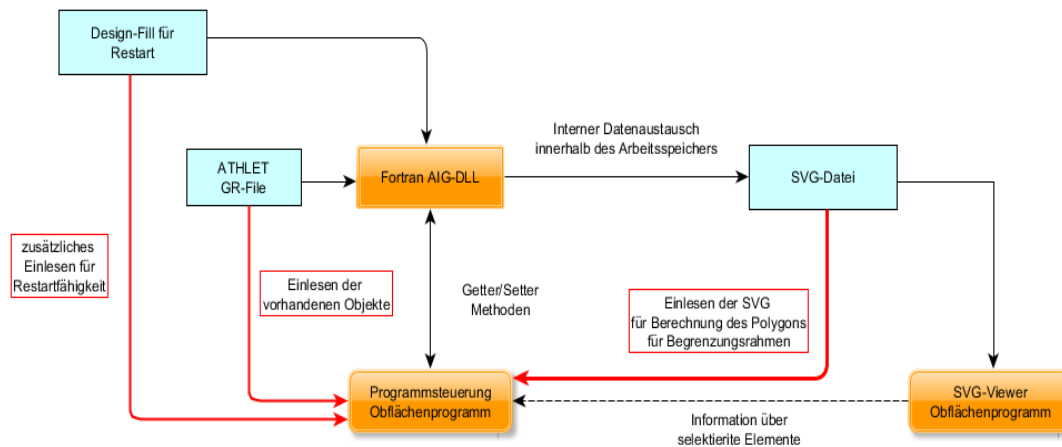 Design-Fill für
Restart
Interner Datenaustausch
innerhalb des Arbeitsspeichers
ATHLET
GR-File
Fortran AIG-DLL
SVG-Datei
zusätzliches
Einlesen für
Restartfähigkeit
Einlesen der
vorhandenen Objekte
Getter/Setter
Methoden
Einlesen der SVG
für Berechnung des Polygons
für Begrenzungsrahmen
Programmsteuerung
Obflächenprogramm
SVG-Viewer
Obflächenprogramm
Information über
selektierte Elemente